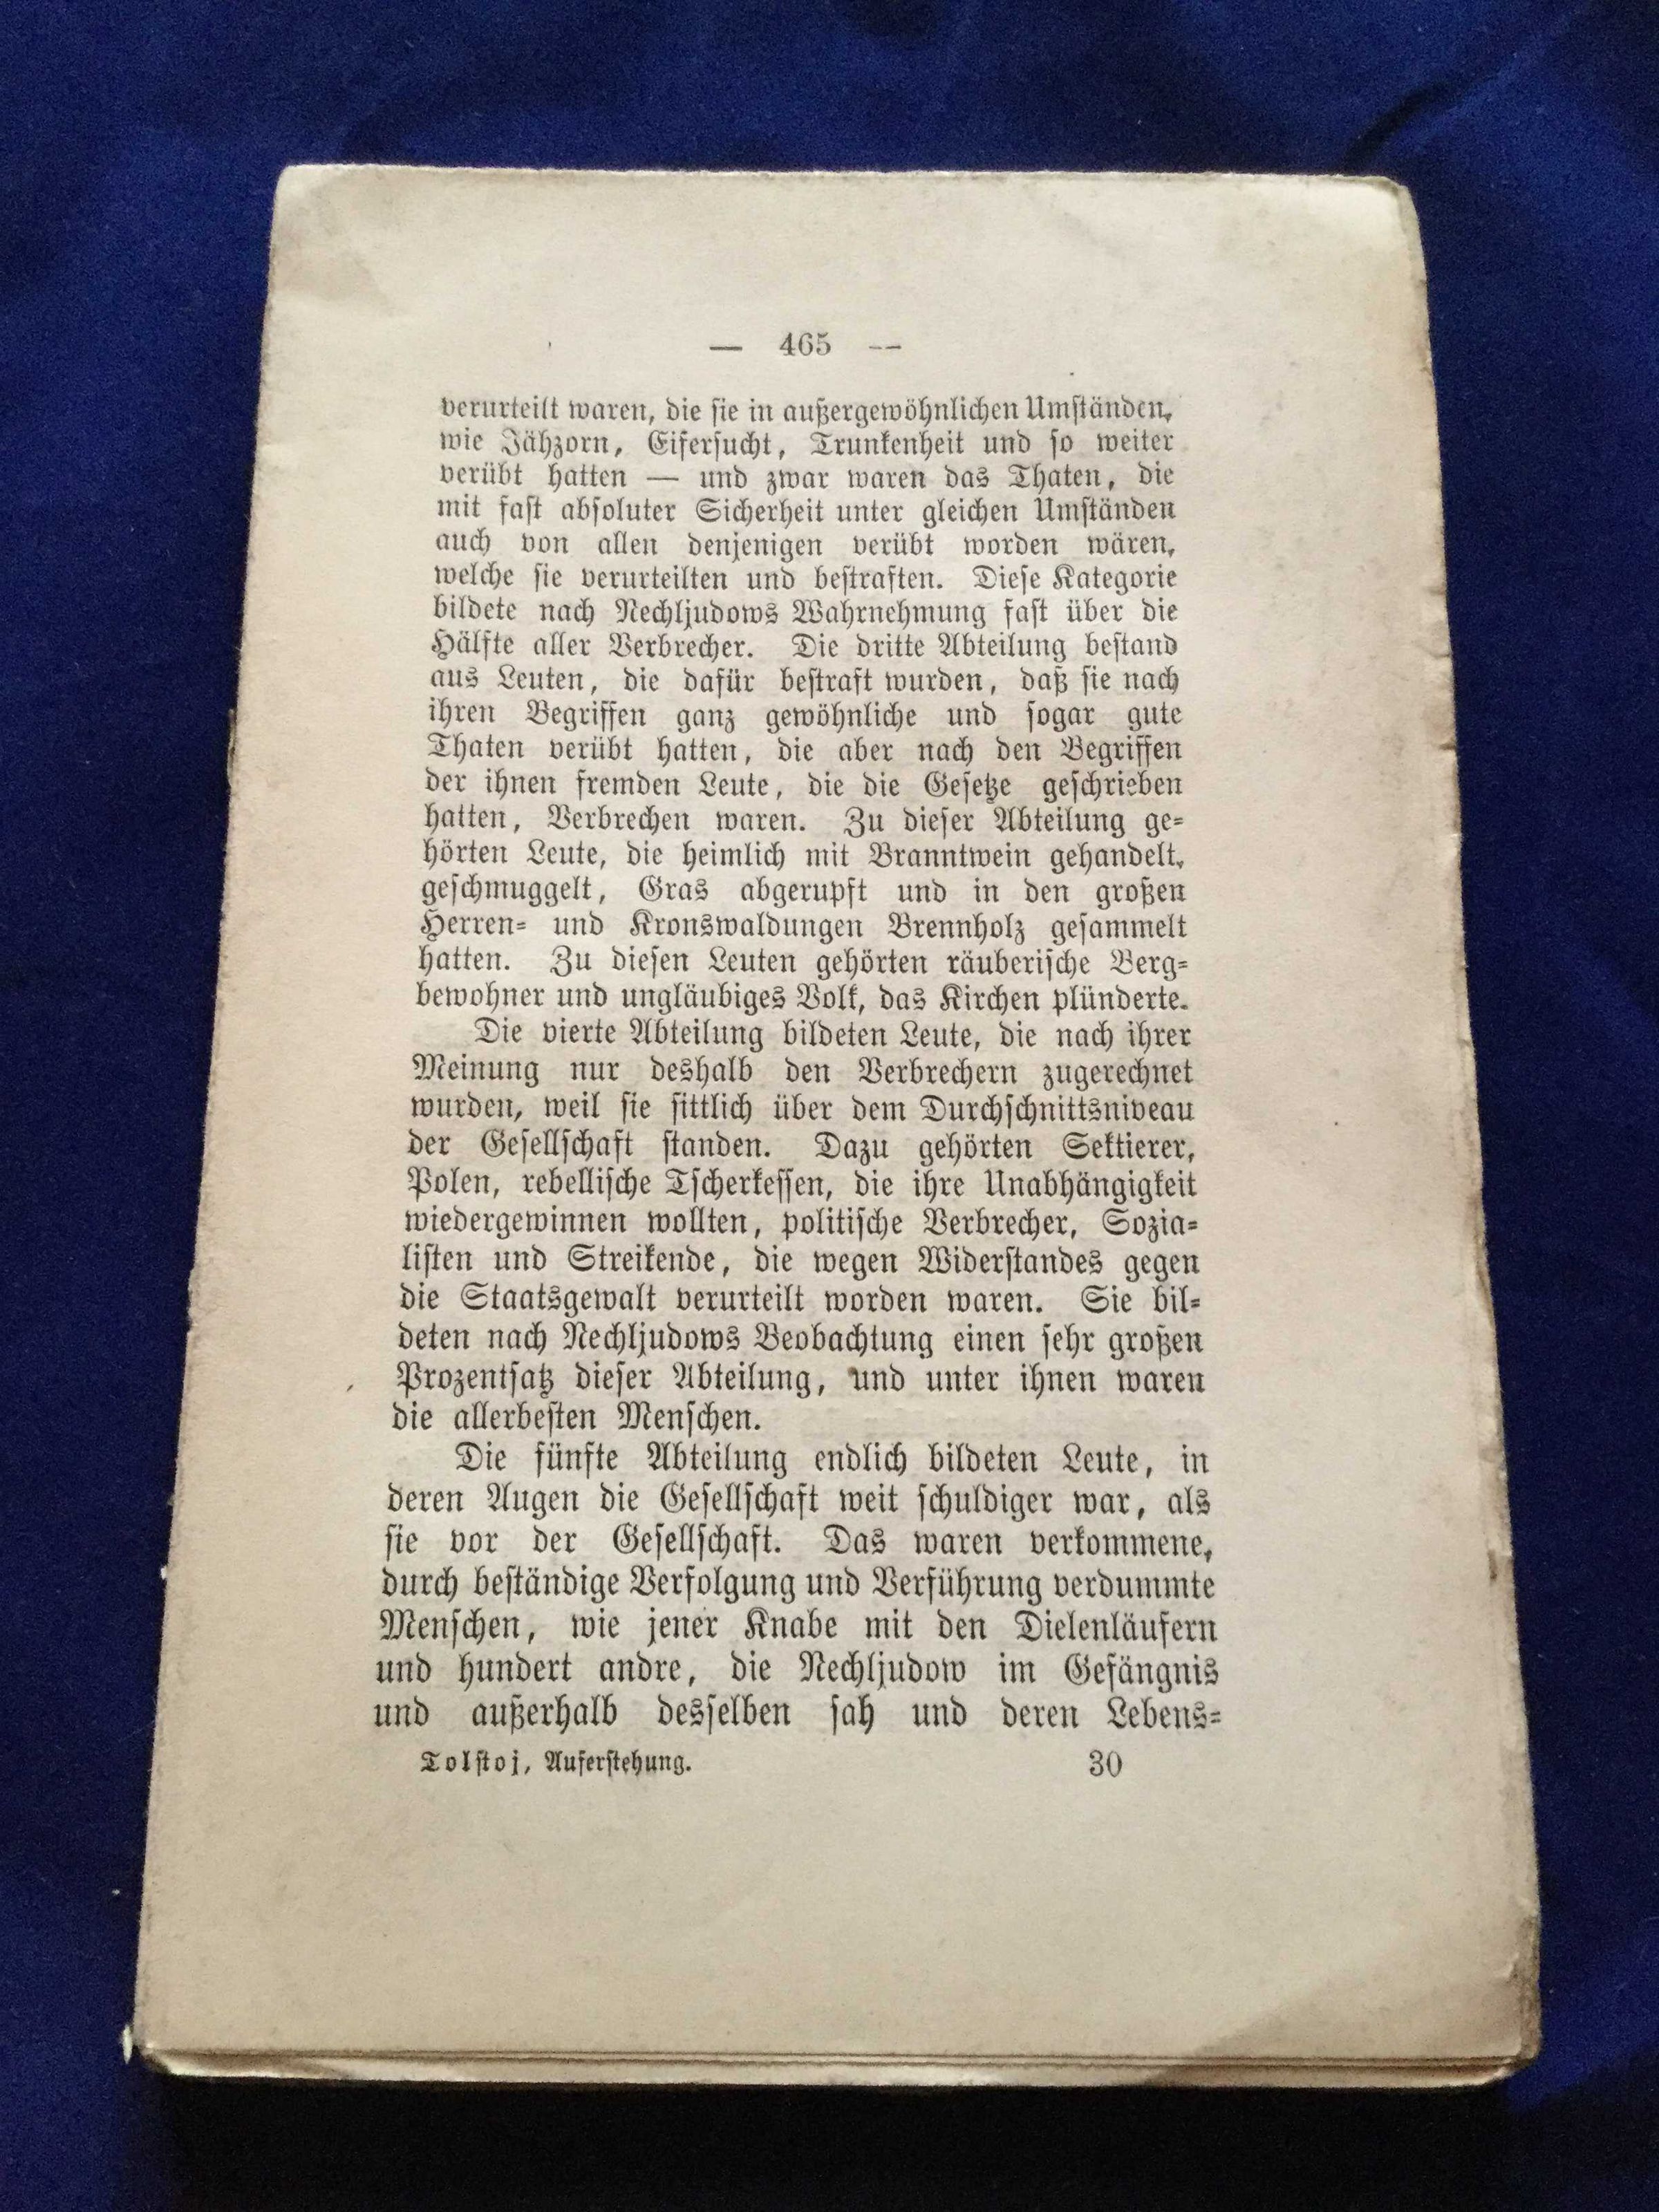 — 465 —
verurteilt waren, die sie in außergewöhnlichen Umständen,
wie Jähzorn, Eifersucht, Trunkenheit und so weiter
verübt hatten — und zwar waren das Thaten, die
mit fast absoluter Sicherheit unter gleichen Umständen
auch von allen denjenigen verübt worden wären,
welche sie verurteilten und bestraften. Diese Kategorie
bildete nach Nechljudows Wahrnehmung fast über die
Hälfte aller Verbrecher. Die dritte Abteilung bestand
aus Leuten, die dafür bestraft wurden, daß sie nach
ihren Begriffen ganz gewöhnliche und sogar gute
Thaten verübt hatten, die aber nach den Begriffen
der ihnen fremden Leute, die die Gesetze geschrieben
hatten, Verbrechen waren. Zu dieser Abteilung ge-
hörten Leute, die heimlich mit Branntwein gehandelt,
geschmuggelt, Gras abgerupft und in den großen
Herren- und Kronswaldungen Brennholz gesammelt
hatten. Zu diesen Leuten gehörten räuberische Berg-
bewohner und ungläubiges Volk, das Kirchen plünderte.
Die vierte Abteilung bildeten Leute, die nach ihrer
Meinung nur deshalb den Verbrechern zugerechnet
wurden, weil sie sittlich über dem Durchschnittsniveau
der Gesellschaft standen. Dazu gehörten Sektierer,
Polen, rebellische Tscherkessen, die ihre Unabhängigkeit
wiedergewinnen wollten, politische Verbrecher, Sozia-
listen und Streikende, die wegen Widerstandes gegen
die Staatsgewalt verurteilt worden waren. Sie bil-
deten nach Nechljudows Beobachtung einen sehr großen
Prozentsatz dieser Abteilung, und unter ihnen waren
die allerbesten Menschen.
Die fünfte Abteilung endlich bildeten Leute, in
deren Augen die Gesellschaft weit schuldiger war, als
sie vor der Gesellschaft. Das waren verkommene,
durch beständige Verfolgung und Verführung verdummte
Menschen, wie jener Knabe mit den Dielenläufern
und hundert andre, die Nechljudow im Gefängnis
und außerhalb desselben sah und deren Lebens-
Tolstoj, Auferstehung. 30